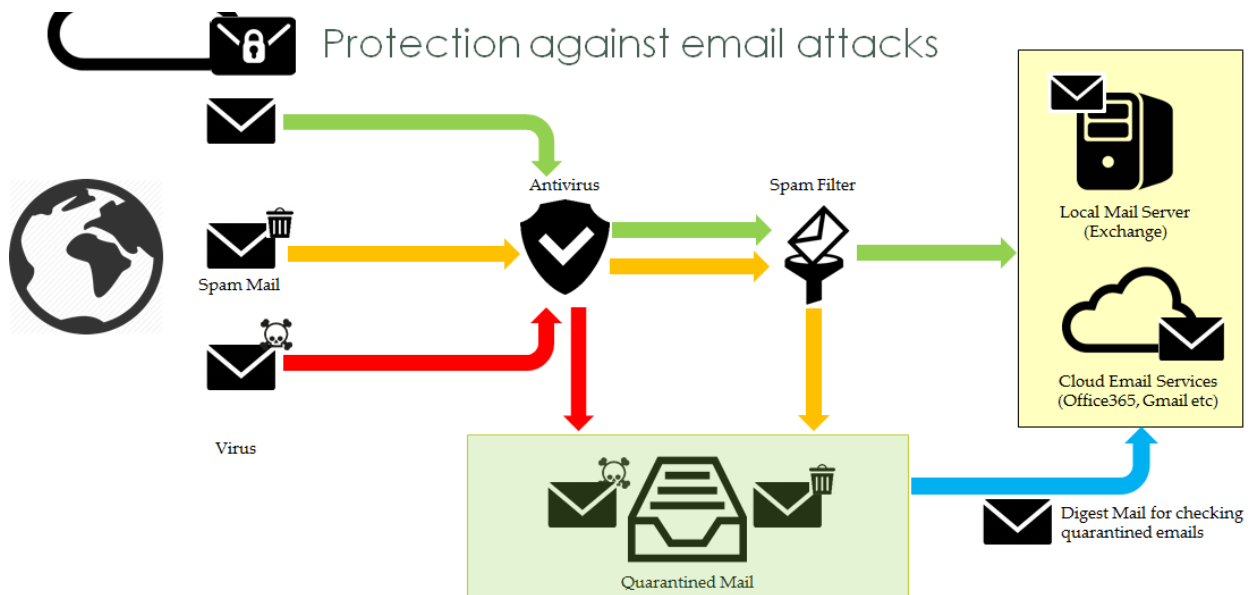 Protection against email attacks
Antivirus
Spam Filter
Spam Mail
Virus
Local Mail Server
(Exchange)
Cloud Email Services
(Office365, Gmail etc)
Quarantined Mail
Digest Mail for checking
quarantined emails